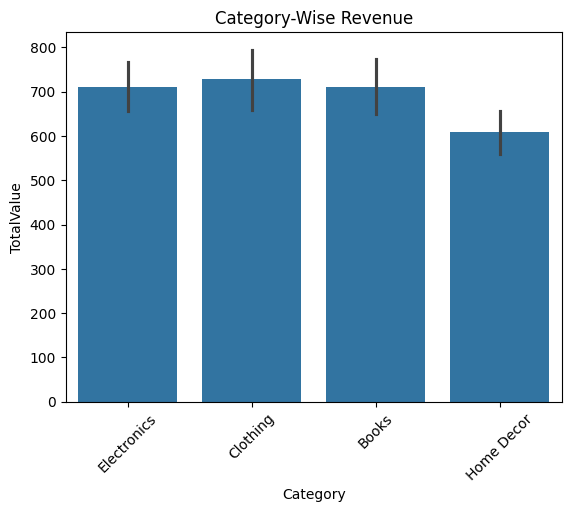 Category-Wise Revenue
TotalValue
800
700
600
500
400
300
200
100
0
Electronics
Clothing
Books
Home Decor
Category